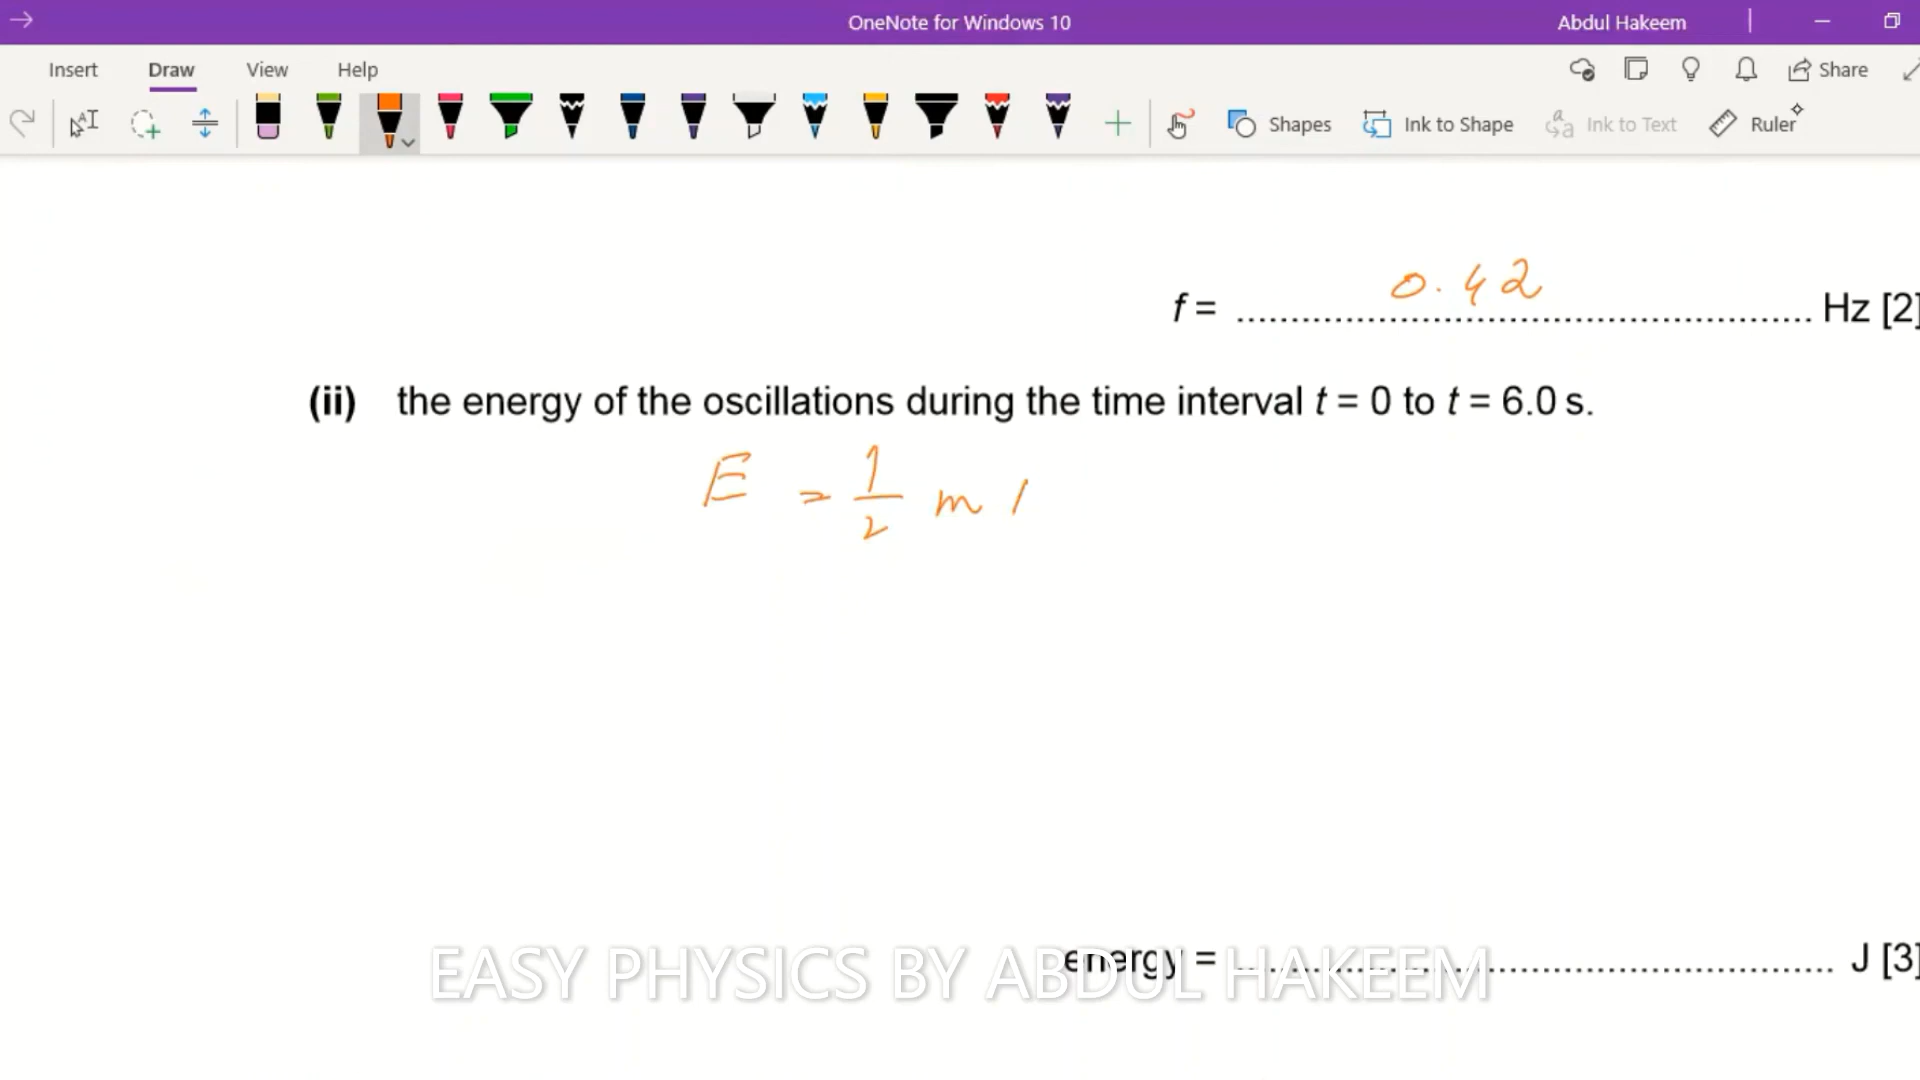 OneNote for Windows 10
Abdul Hakeem
Insert Draw View Help
Share
Shapes Ink to Shape Ink to Text Ruler
f = 0.42 Hz [2]
(ii) the energy of the oscillations during the time interval t = 0 to t = 6.0 s.
E = 1/2 m
energy = J [3]
EASY PHYSICS BY ABDUL HAKEEM